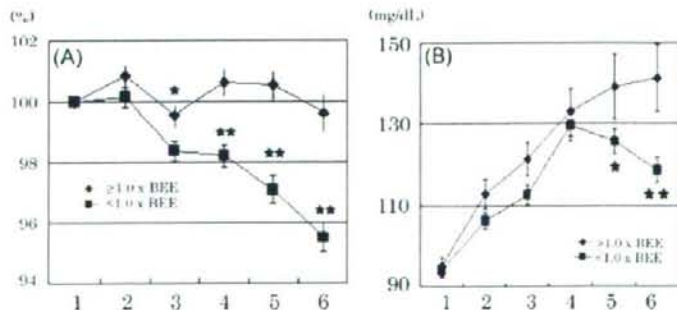 (%)
102
(A)
100
98
96
94
≥1.0 x BEE
<1.0 x BEE
1 2 3 4 5 6
(mg/dL)
150
(B)
130
110
90
≥1.0 x BEE
<1.0 x BEE
1 2 3 4 5 6